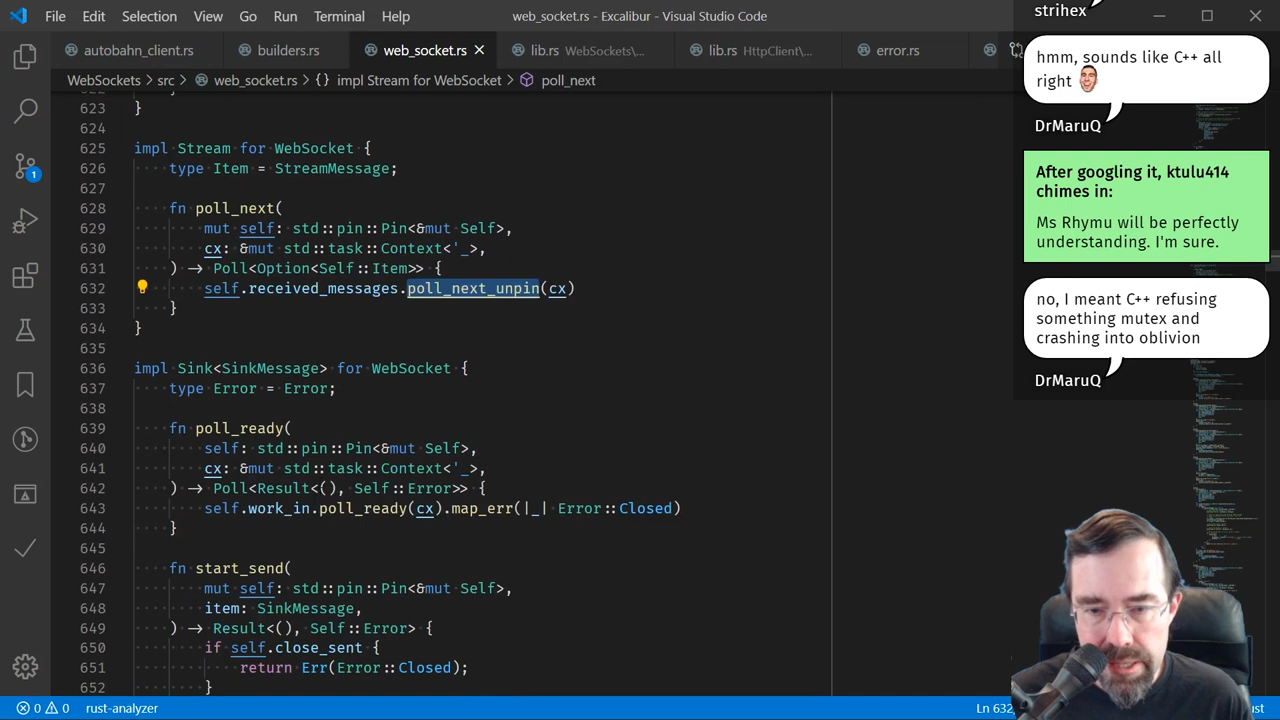 File Edit Selection View Go Run Terminal Help
web_socket.rs - Excalibur - Visual Studio Code
autobahn_client.rs builders.rs web_socket.rs lib.rs WebSockets\... lib.rs HttpClient\... error.rs
WebSockets > src > web_socket.rs > {} impl Stream for WebSocket > poll_next
623 }
624
625 impl Stream for WebSocket {
626 type Item = StreamMessage;
627
628 fn poll_next(
629 mut self: std::pin::Pin<&mut Self>,
630 cx: &mut std::task::Context<'_>,
631 ) -> Poll<Option<Self::Item>> {
632 self.received_messages.poll_next_unpin(cx)
633 }
634 }
635
636 impl Sink<SinkMessage> for WebSocket {
637 type Error = Error;
638
639 fn poll_ready(
640 self: std::pin::Pin<&mut Self>,
641 cx: &mut std::task::Context<'_>,
642 ) -> Poll<Result<(), Self::Error>> {
643 self.work_in.poll_ready(cx).map_err(|_| Error::Closed)
644 }
645
646 fn start_send(
647 mut self: std::pin::Pin<&mut Self>,
648 item: SinkMessage,
649 ) -> Result<(), Self::Error> {
650 if self.close_sent {
651 return Err(Error::Closed);
652 }
1
0 0 rust-analyzer
Ln 632,
strihex
hmm, sounds like C++ all
right
DrMaruQ
After googling it, ktulu414
chimes in:
Ms Rhymu will be perfectly
understanding. I'm sure.
no, I meant C++ refusing
something mutex and
crashing into oblivion
DrMaruQ